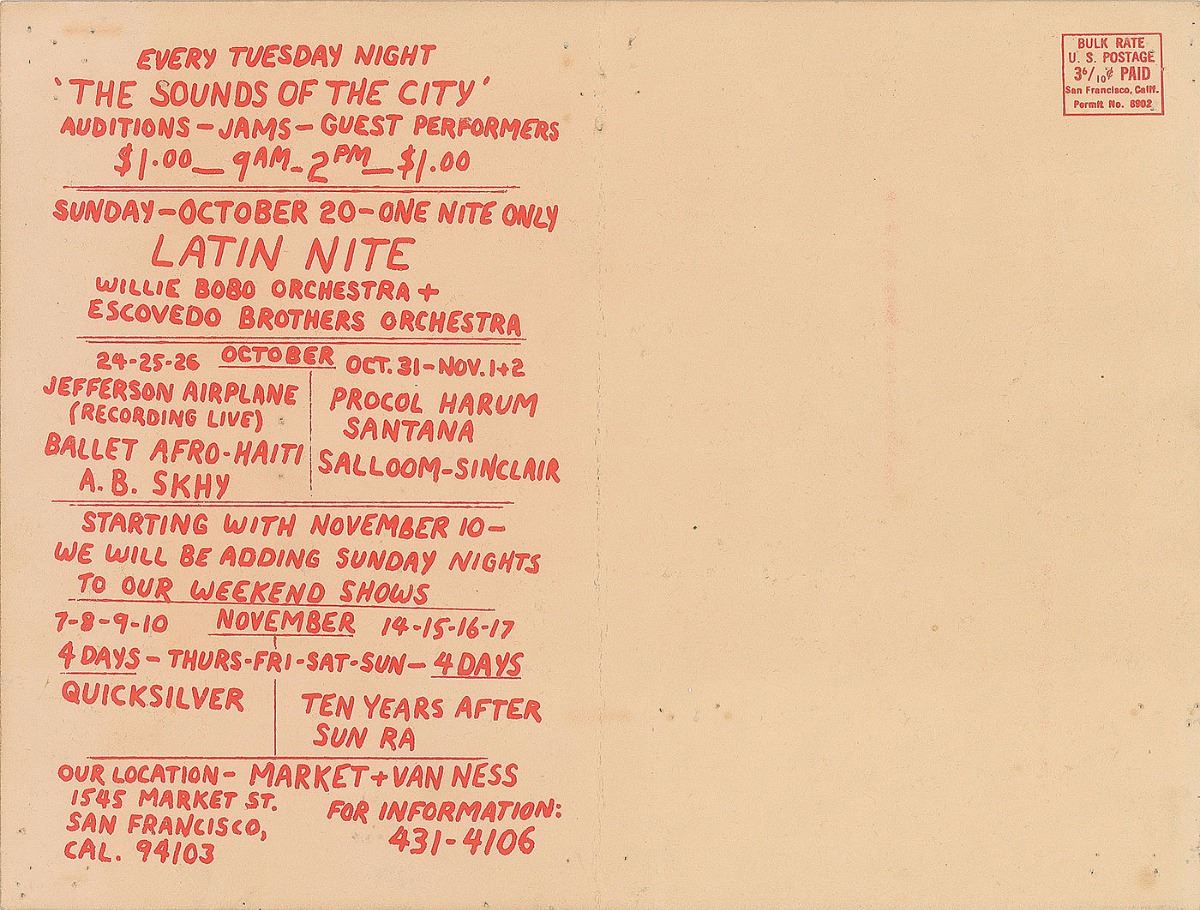 EVERY TUESDAY NIGHT
'THE SOUNDS OF THE CITY'
AUDITIONS – JAMS – GUEST PERFORMERS
$1.00 — 9AM - 2PM — $1.00
SUNDAY – OCTOBER 20 – ONE NITE ONLY
LATIN NITE
WILLIE BOBO ORCHESTRA +
ESCOVEDO BROTHERS ORCHESTRA
24-25-26 OCTOBER OCT. 31 – NOV. 1+2
JEFFERSON AIRPLANE
(RECORDING LIVE)
BALLET AFRO-HAITI
A. B. SKHY
PROCOL HARUM
SANTANA
SALLOOM-SINCLAIR
STARTING WITH NOVEMBER 10 –
WE WILL BE ADDING SUNDAY NIGHTS
TO OUR WEEKEND SHOWS
7-8-9-10 NOVEMBER 14-15-16-17
4 DAYS – THURS-FRI-SAT-SUN – 4 DAYS
QUICKSILVER
TEN YEARS AFTER
SUN RA
OUR LOCATION – MARKET + VAN NESS
1545 MARKET ST.
SAN FRANCISCO,
CAL. 94103
FOR INFORMATION:
431-4106
BULK RATE
U. S. POSTAGE
3 6/10¢ PAID
San Francisco, Calif.
Permit No. 8902